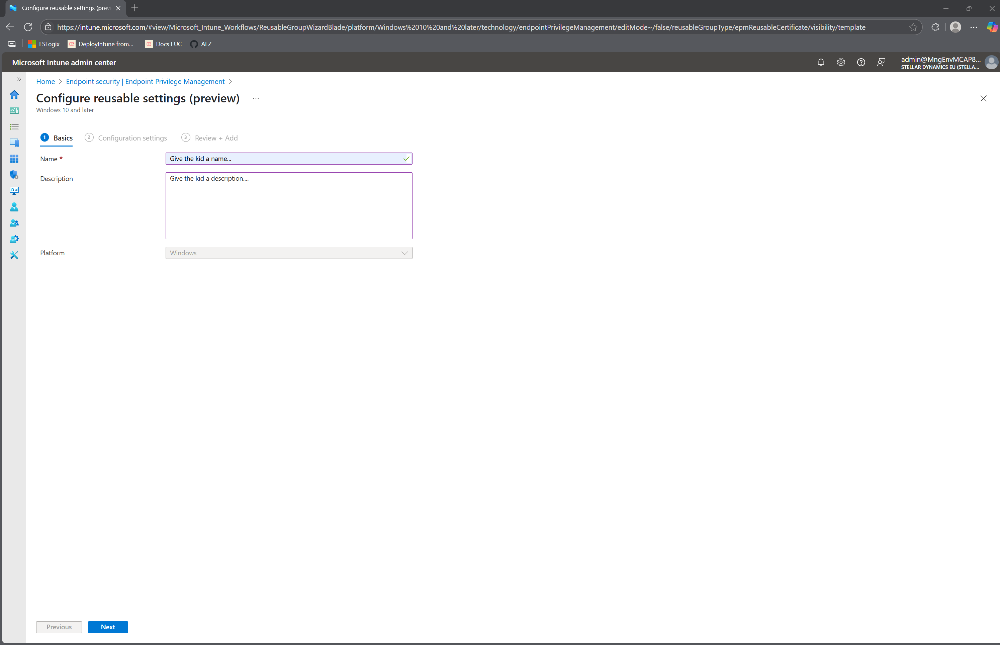 Configure reusable settings (previ
https://intune.microsoft.com/#view/Microsoft_Intune_Workflows/ReusableGroupWizardBlade/platform/Windows%2010%20and%20later/technology/endpointPrivilegeManagement/editMode~/false/reusableGroupType/epmReusableCertificate/visibility/template
FSLogix
DeployIntune from...
Docs EUC
ALZ
Microsoft Intune admin center
admin@MngEnvMCAP8...
STELLAR DYNAMICS EU (STELLA...
Home > Endpoint security | Endpoint Privilege Management >
Configure reusable settings (preview) ...
Windows 10 and later
1 Basics
2 Configuration settings
3 Review + Add
Name *
Give the kid a name...
Description
Give the kid a description....
Platform
Windows
Previous
Next